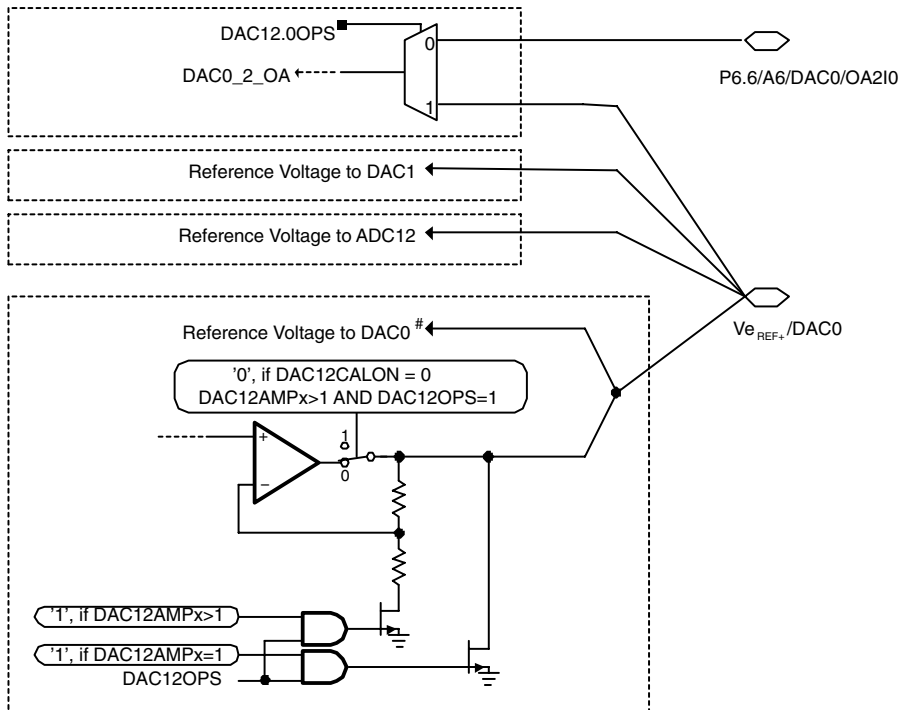 DAC12.0OPS
0
DAC0_2_OA
P6.6/A6/DAC0/OA2I0
1
Reference Voltage to DAC1
Reference Voltage to ADC12
Reference Voltage to DAC0 #
Ve REF+ /DAC0
'0', if DAC12CALON = 0
DAC12AMPx>1 AND DAC12OPS=1
+
1
0
−
'1', if DAC12AMPx>1
'1', if DAC12AMPx=1
DAC12OPS